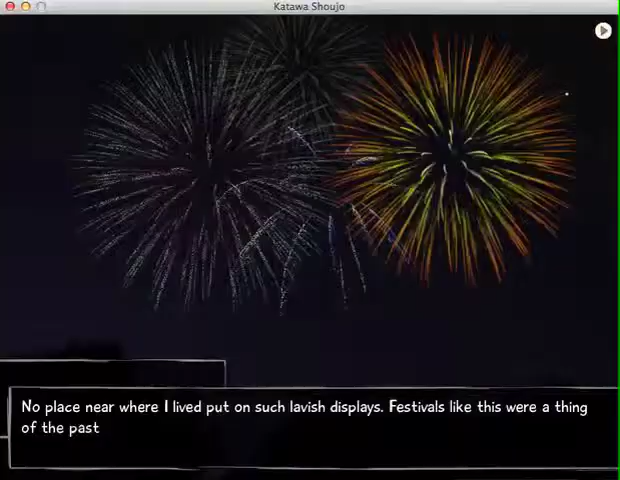 Katawa Shoujo
No place near where I lived put on such lavish displays. Festivals like this were a thing
of the past